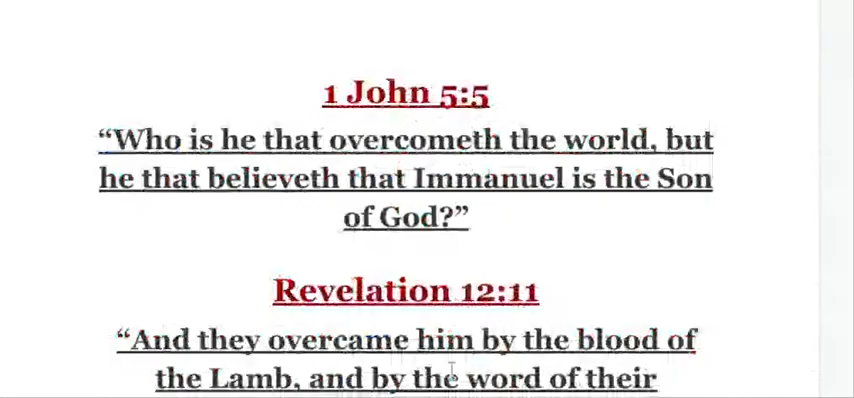 1 John 5:5
“Who is he that overcometh the world, but
he that believeth that Immanuel is the Son
of God?”
Revelation 12:11
“And they overcame him by the blood of
the Lamb, and by the word of their